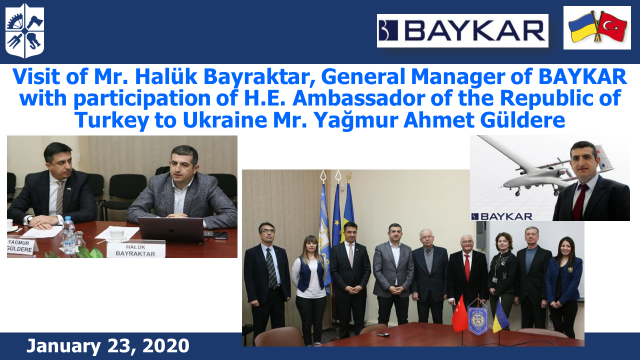 BAYKAR
Visit of Mr. Halük Bayraktar, General Manager of BAYKAR
with participation of H.E. Ambassador of the Republic of
Turkey to Ukraine Mr. Yağmur Ahmet Güldere
YAĞMUR
GÜLDERE
HALÜK
BAYRAKTAR
BAYKAR
January 23, 2020